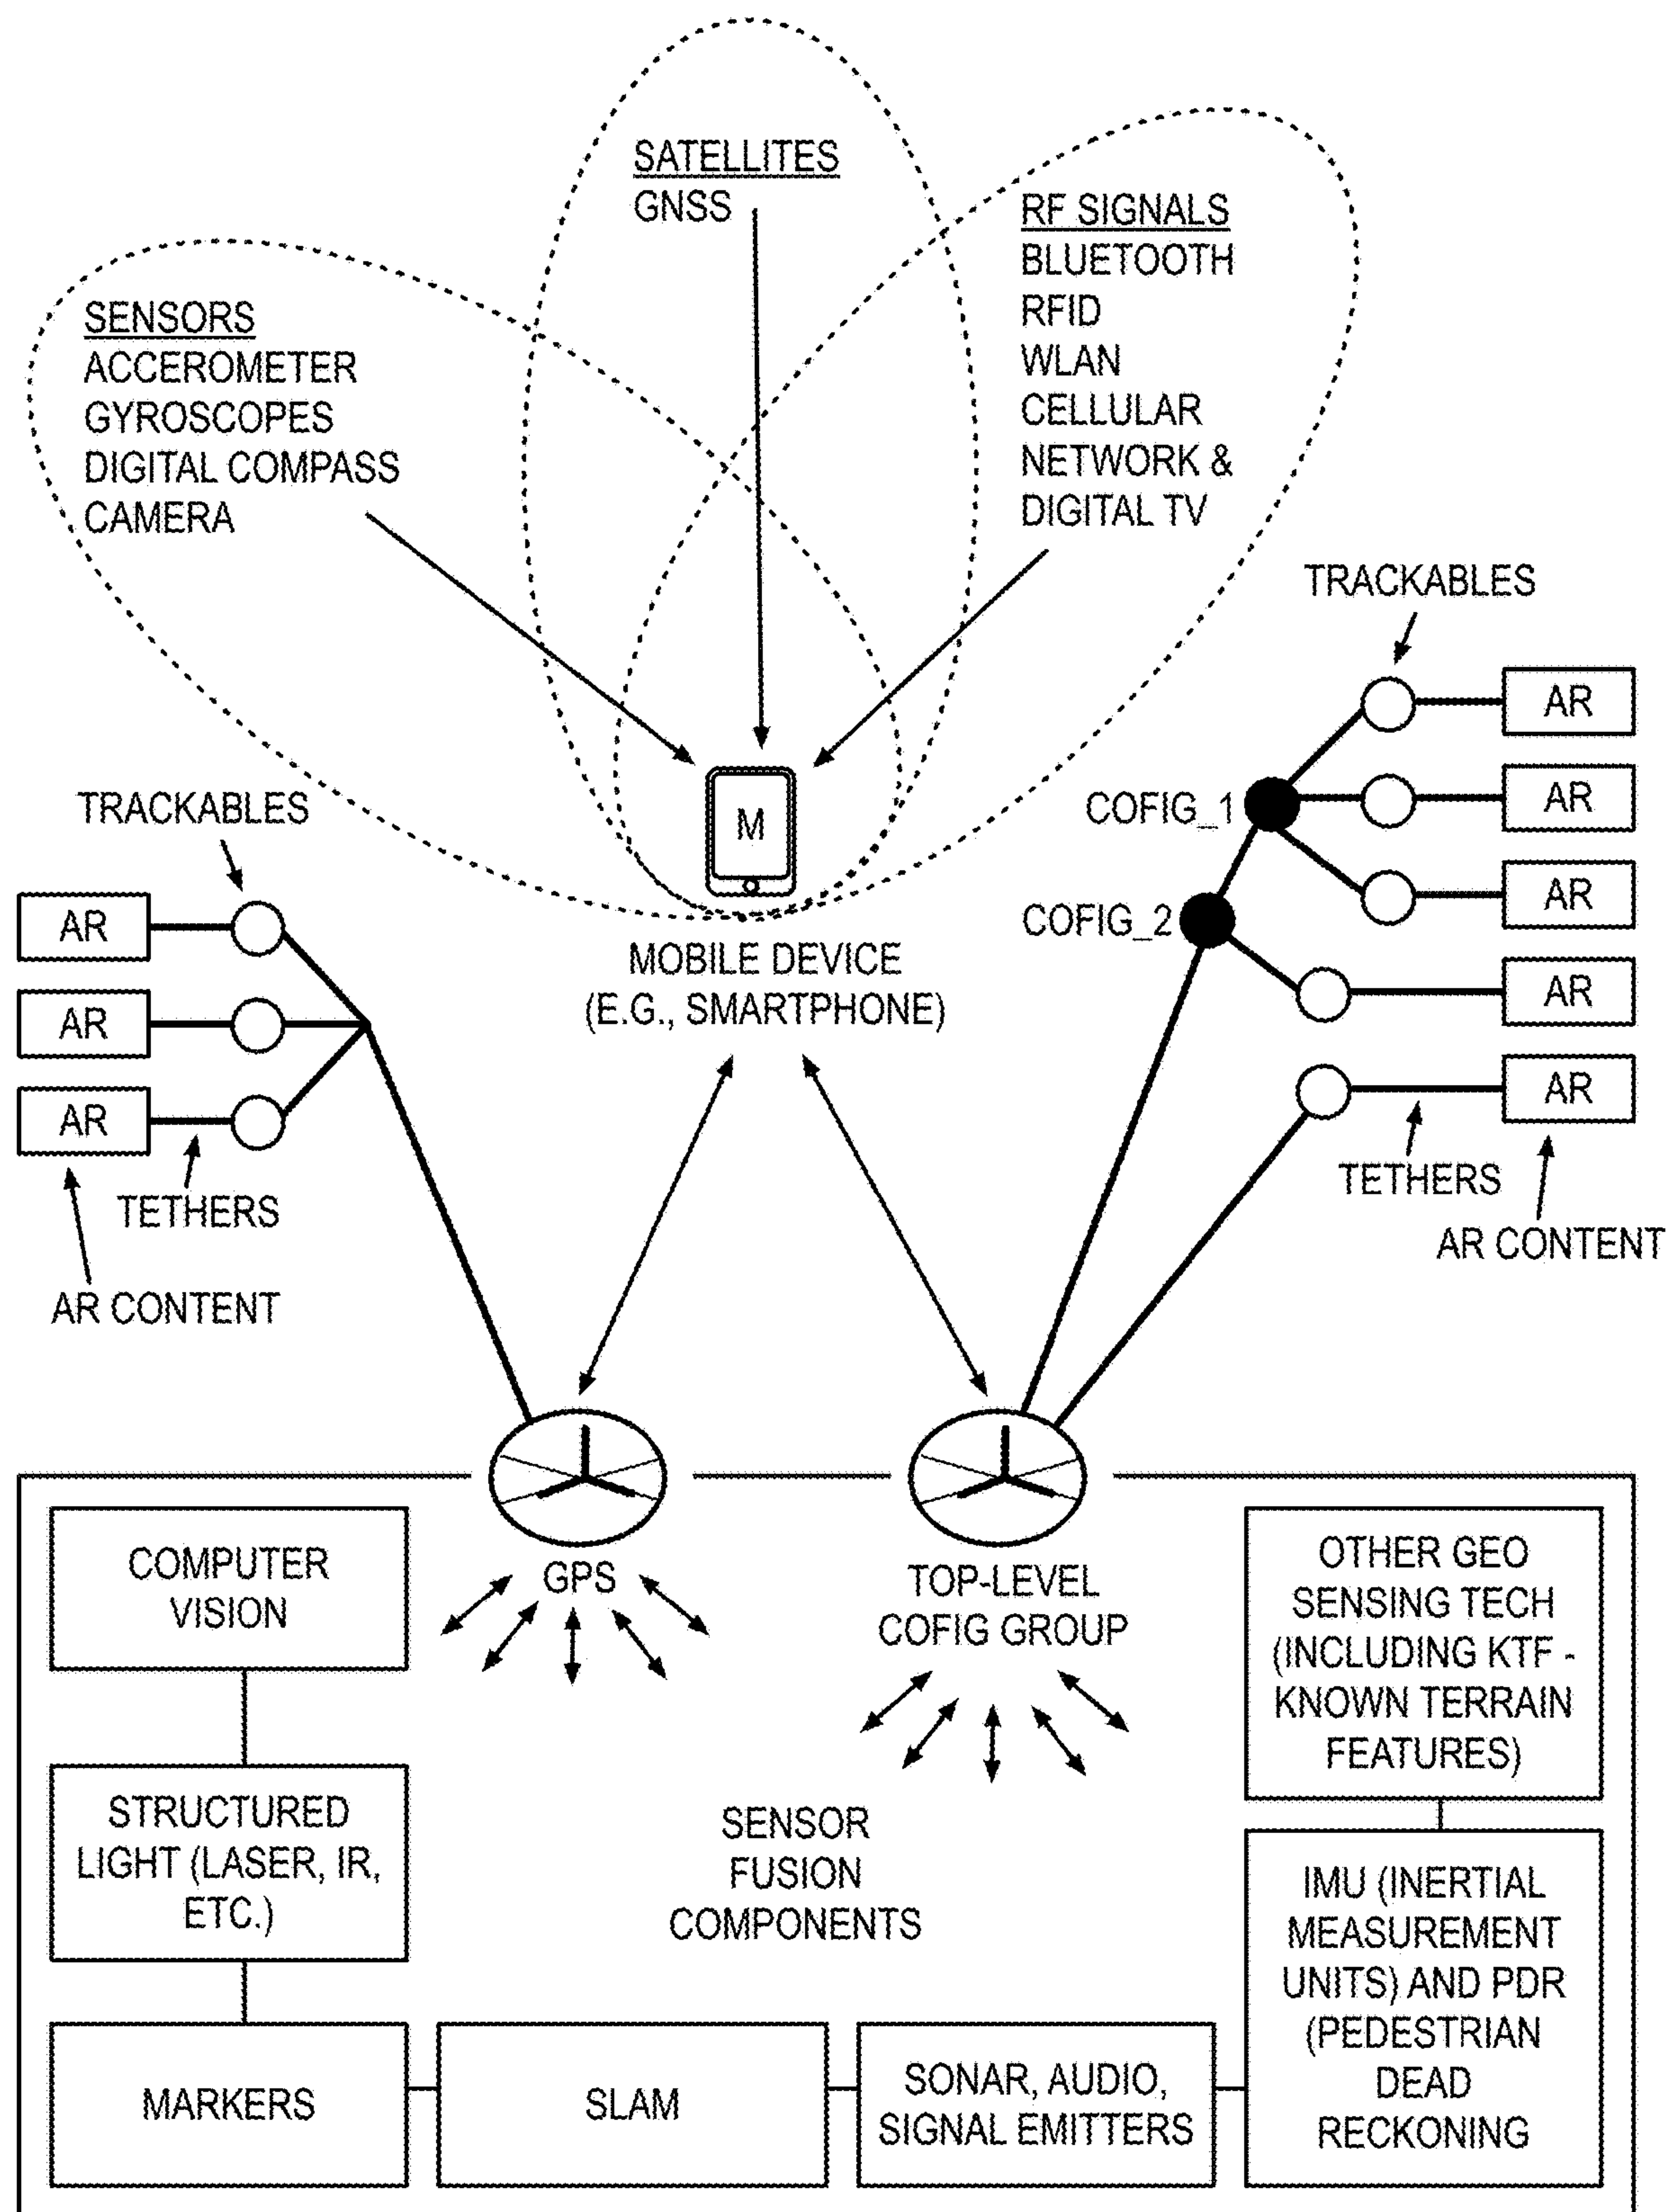 SATELLITES
GNSS
RF SIGNALS
BLUETOOTH
RFID
WLAN
CELLULAR
NETWORK &
DIGITAL TV
SENSORS
ACCEROMETER
GYROSCOPES
DIGITAL COMPASS
CAMERA
TRACKABLES
AR
AR
AR
AR
AR
COFIG_1
COFIG_2
TETHERS
AR CONTENT
M
MOBILE DEVICE
(E.G., SMARTPHONE)
TRACKABLES
AR
AR
AR
TETHERS
AR CONTENT
GPS
TOP-LEVEL
COFIG GROUP
COMPUTER
VISION
STRUCTURED
LIGHT (LASER, IR,
ETC.)
MARKERS
SLAM
SONAR, AUDIO,
SIGNAL EMITTERS
SENSOR
FUSION
COMPONENTS
OTHER GEO
SENSING TECH
(INCLUDING KTF -
KNOWN TERRAIN
FEATURES)
IMU (INERTIAL
MEASUREMENT
UNITS) AND PDR
(PEDESTRIAN
DEAD
RECKONING